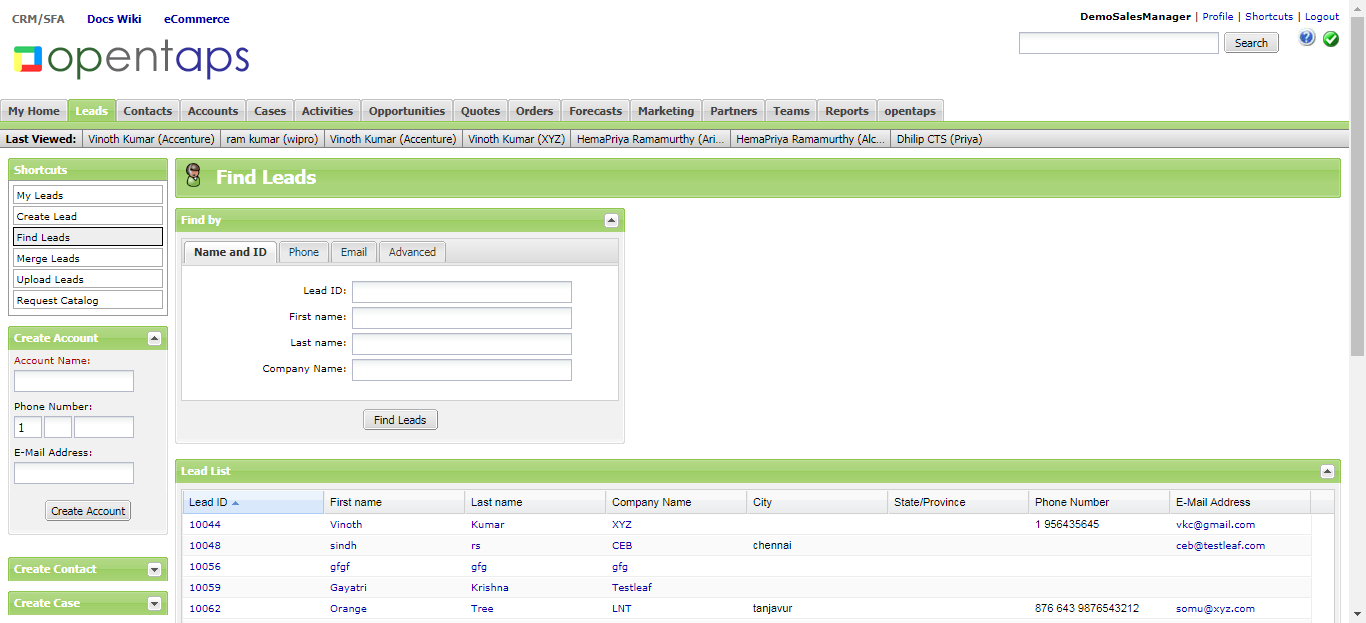 CRM/SFA Docs Wiki eCommerce
DemoSalesManager | Profile | Shortcuts | Logout
opentaps
Search
My Home Leads Contacts Accounts Cases Activities Opportunities Quotes Orders Forecasts Marketing Partners Teams Reports opentaps
Last Viewed: Vinoth Kumar (Accenture) ram kumar (wipro) Vinoth Kumar (Accenture) Vinoth Kumar (XYZ) HemaPriya Ramamurthy (Ari... HemaPriya Ramamurthy (Alc... Dhilip CTS (Priya)
Shortcuts
My Leads
Create Lead
Find Leads
Merge Leads
Upload Leads
Request Catalog
Create Account
Account Name:
Phone Number:
1
E-Mail Address:
Create Account
Create Contact
Create Case
Find Leads
Find by
Name and ID Phone Email Advanced
Lead ID:
First name:
Last name:
Company Name:
Find Leads
Lead List
Lead ID First name Last name Company Name City State/Province Phone Number E-Mail Address
10044 Vinoth Kumar XYZ 1 956435645 vkc@gmail.com
10048 sindh rs CEB chennai ceb@testleaf.com
10056 gfgf gfg gfg
10059 Gayatri Krishna Testleaf
10062 Orange Tree LNT tanjavur 876 643 9876543212 somu@xyz.com